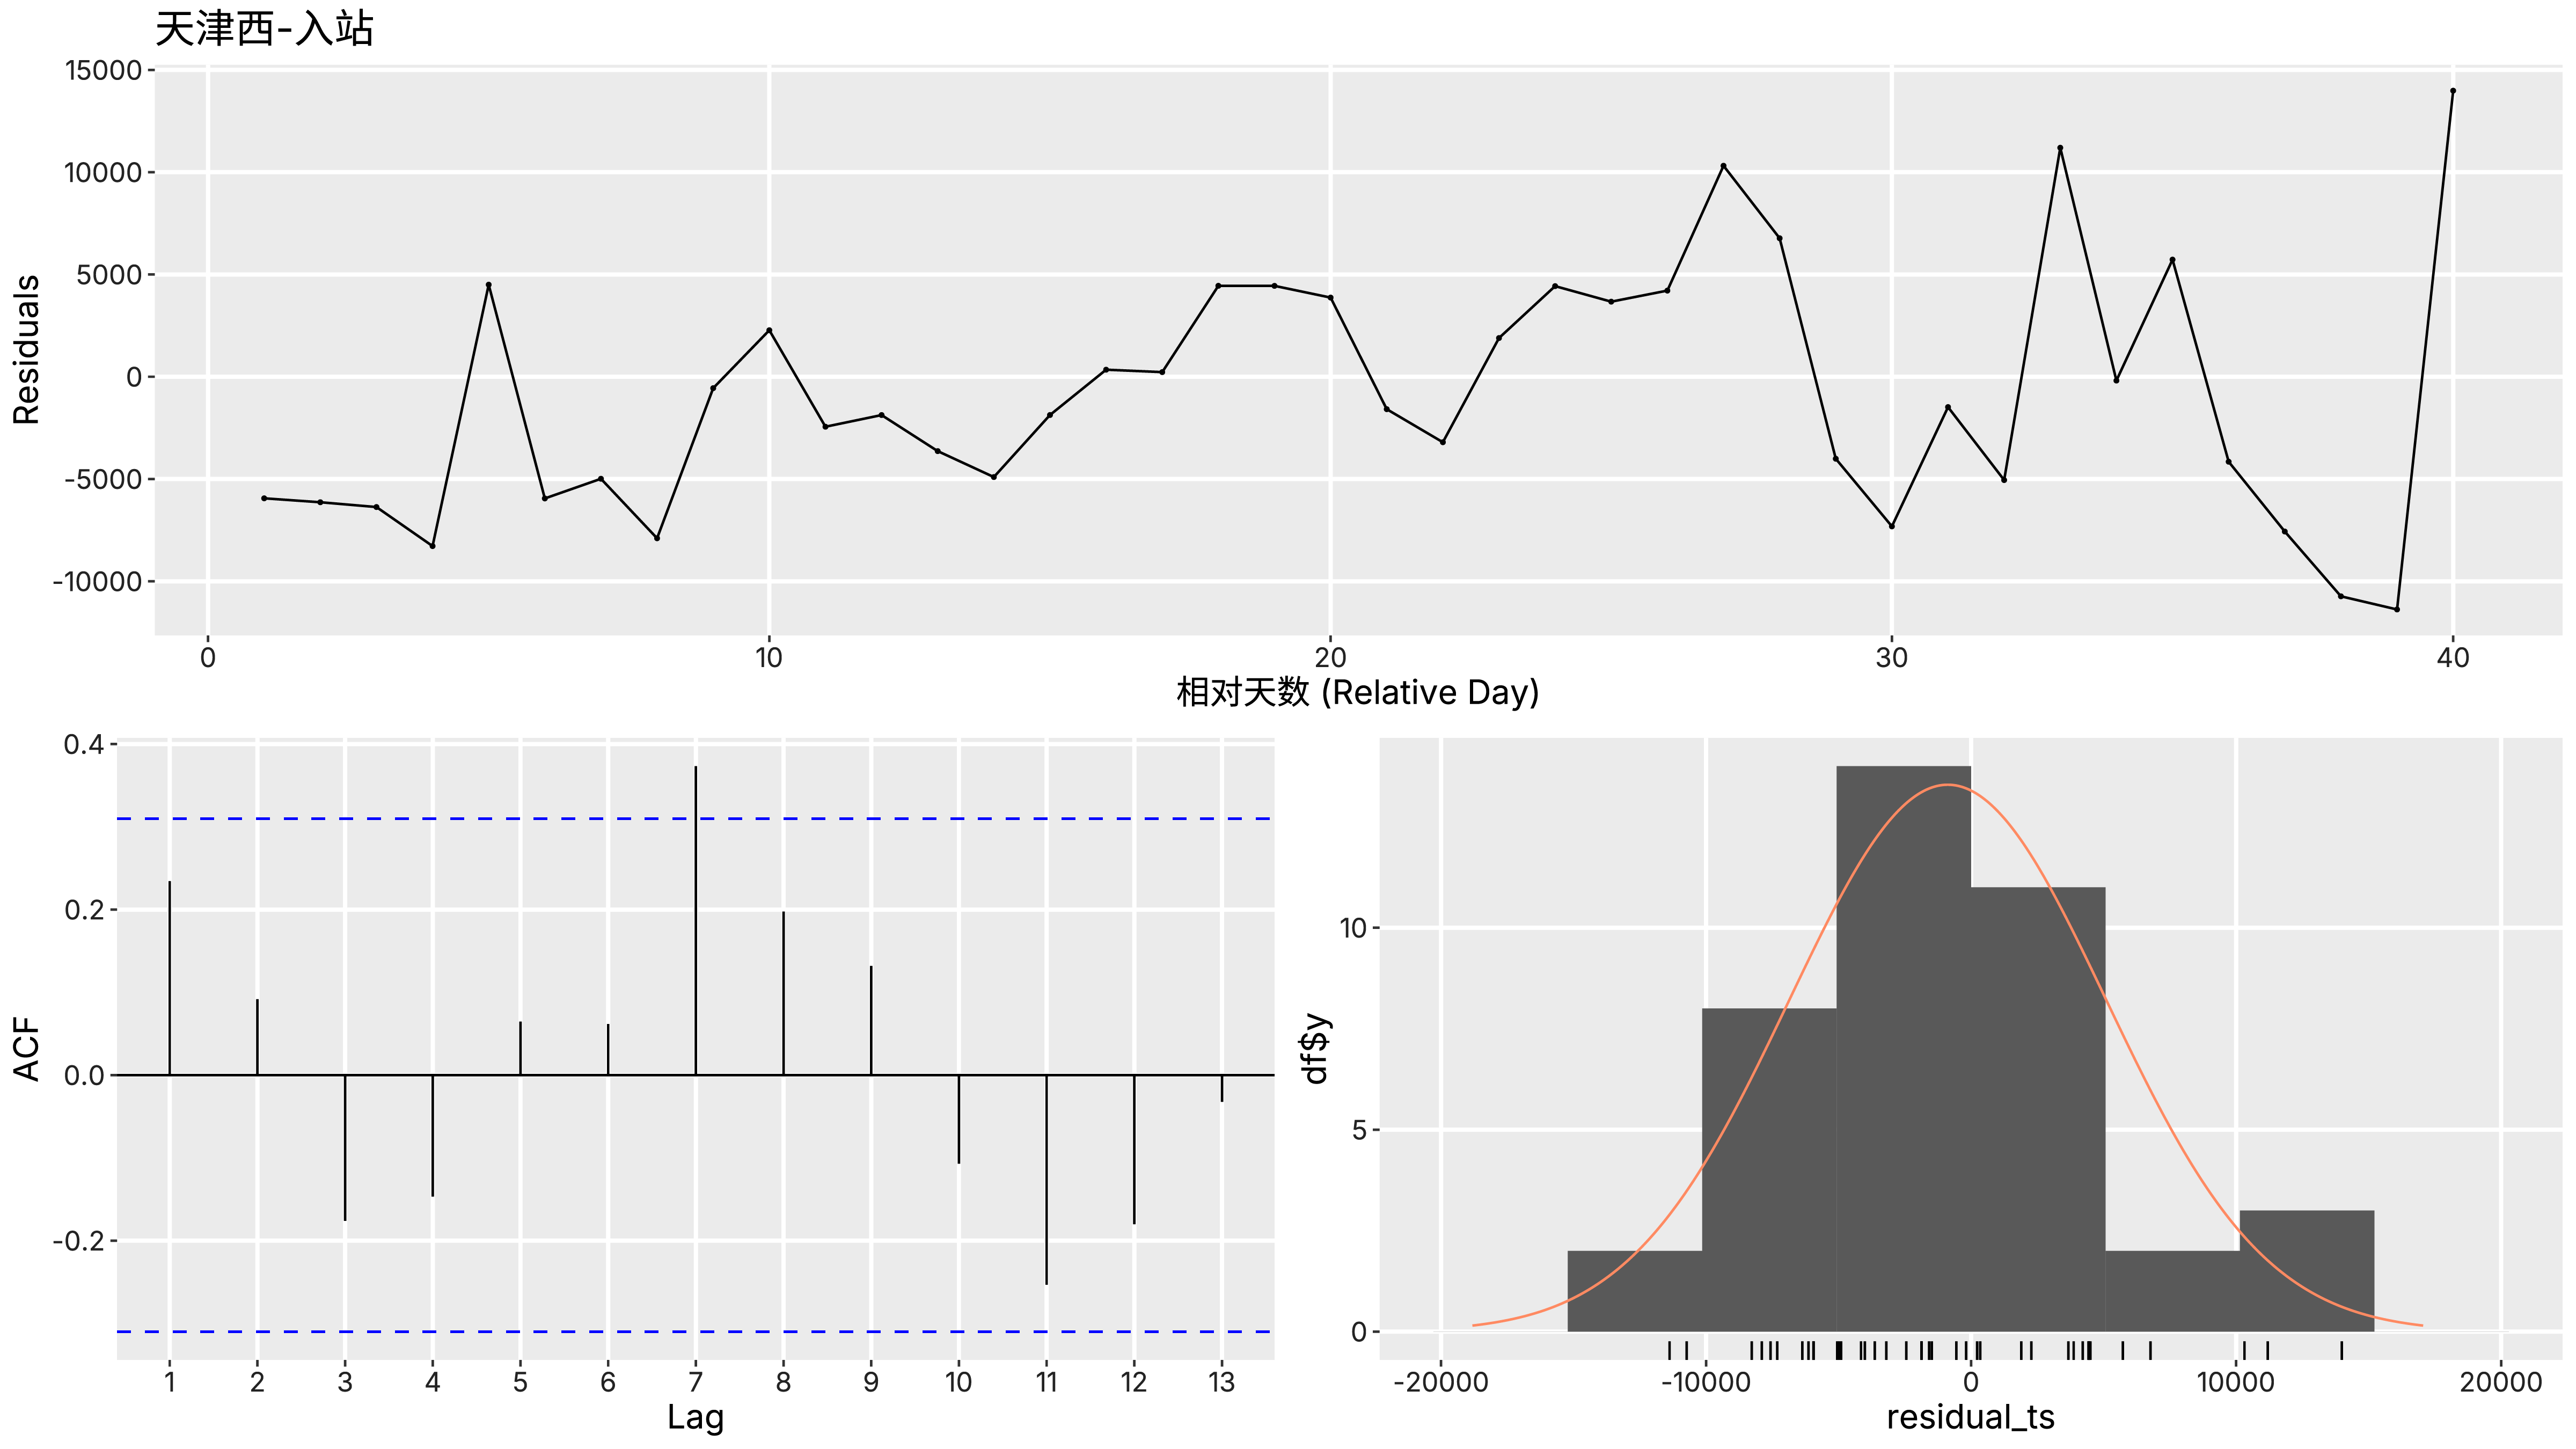 天津西-入站
15000
10000
5000
0
-5000
-10000
Residuals
0 10 20 30 40
相对天数 (Relative Day)
0.4
0.2
0.0
-0.2
ACF
1 2 3 4 5 6 7 8 9 10 11 12 13
Lag
10
5
0
df$y
-20000 -10000 0 10000 20000
residual_ts